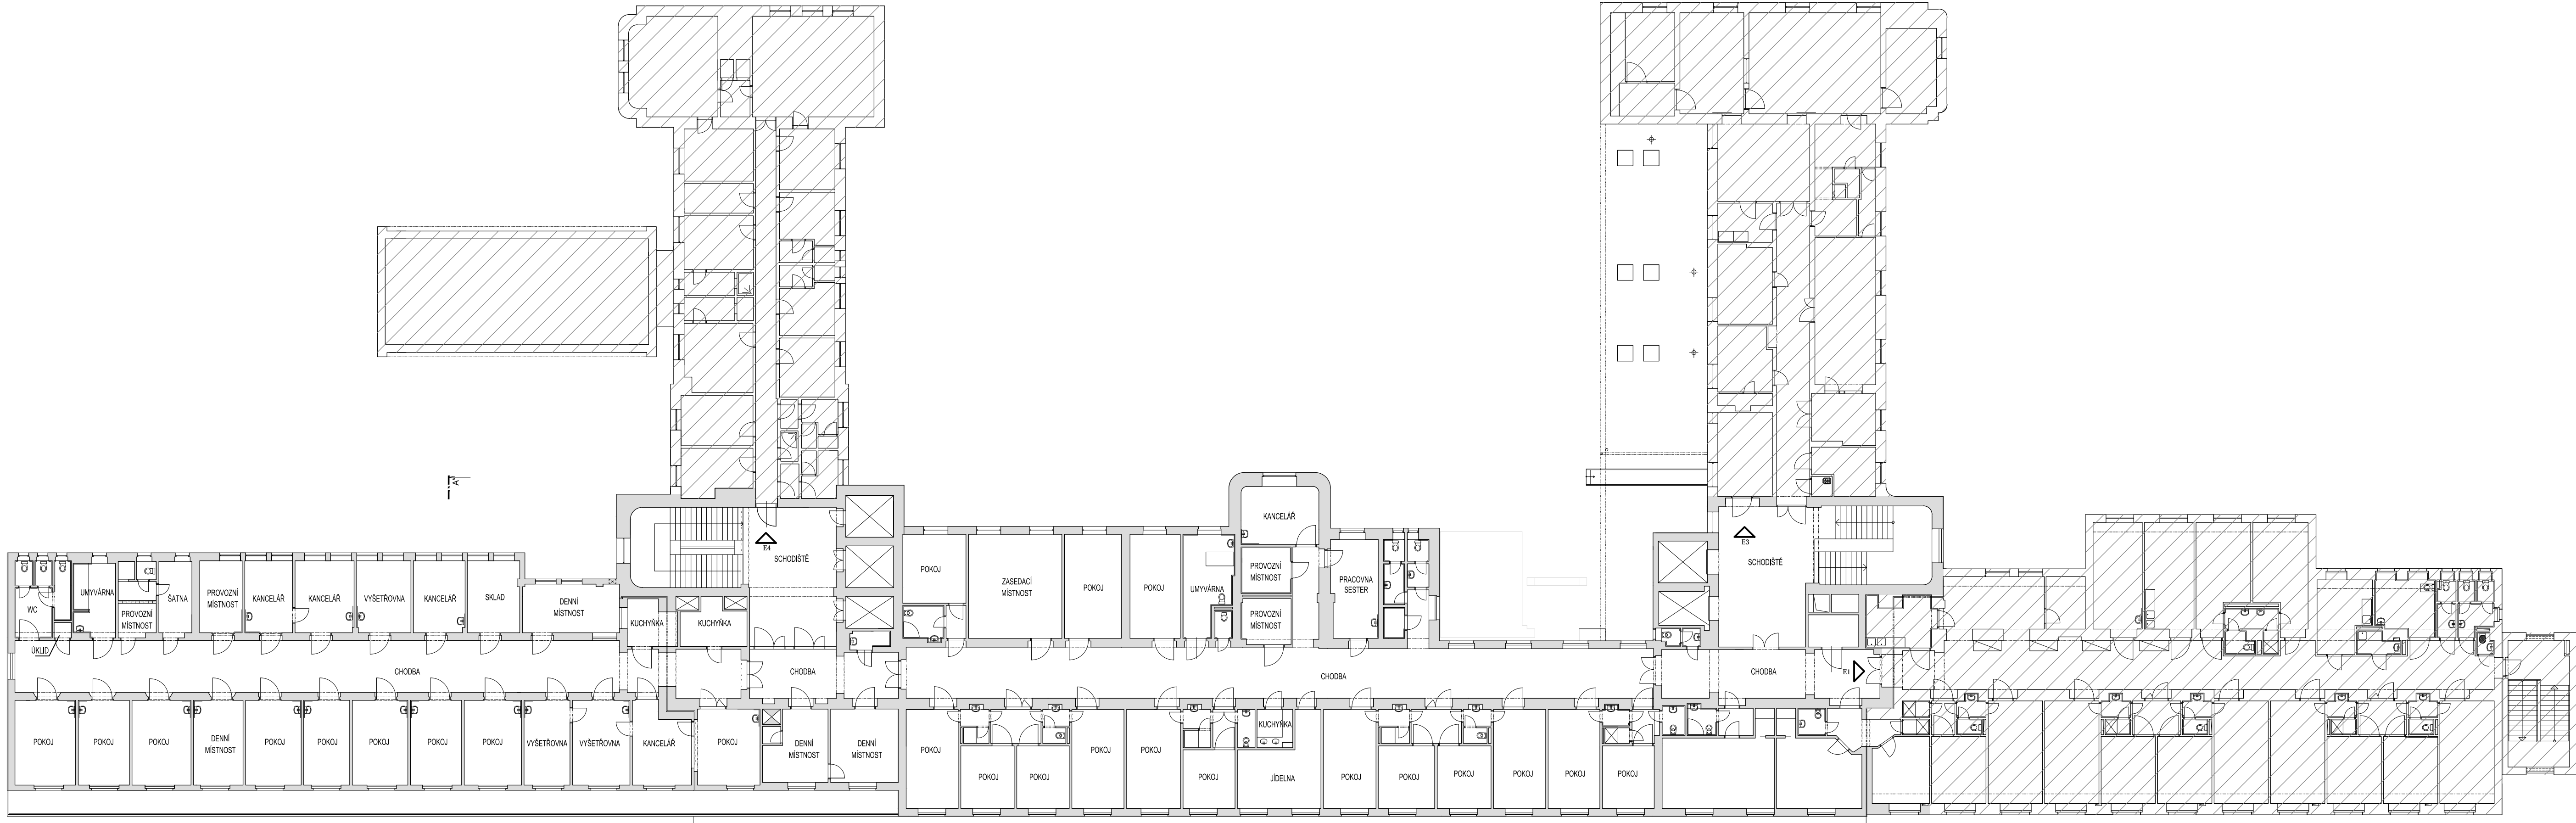 A
E4
E3
SCHODIŠTĚ
SCHODIŠTĚ
KANCELÁŘ
WC
UMYVÁRNA
PROVOZNÍ
MÍSTNOST
ŠATNA
PROVOZNÍ
MÍSTNOST
KANCELÁŘ
KANCELÁŘ
VYŠETŘOVNA
KANCELÁŘ
SKLAD
DENNÍ
MÍSTNOST
KUCHYŇKA
KUCHYŇKA
POKOJ
ZASEDACÍ
MÍSTNOST
POKOJ
POKOJ
UMYVÁRNA
PROVOZNÍ
MÍSTNOST
PROVOZNÍ
MÍSTNOST
PRACOVNA
SESTER
ÚKLID
CHODBA
CHODBA
CHODBA
CHODBA
E1
POKOJ
POKOJ
POKOJ
DENNÍ
MÍSTNOST
POKOJ
POKOJ
POKOJ
POKOJ
POKOJ
VYŠETŘOVNA
VYŠETŘOVNA
KANCELÁŘ
POKOJ
DENNÍ
MÍSTNOST
DENNÍ
MÍSTNOST
POKOJ
POKOJ
POKOJ
POKOJ
POKOJ
POKOJ
KUCHYŇKA
JÍDELNA
POKOJ
POKOJ
POKOJ
POKOJ
POKOJ
POKOJ